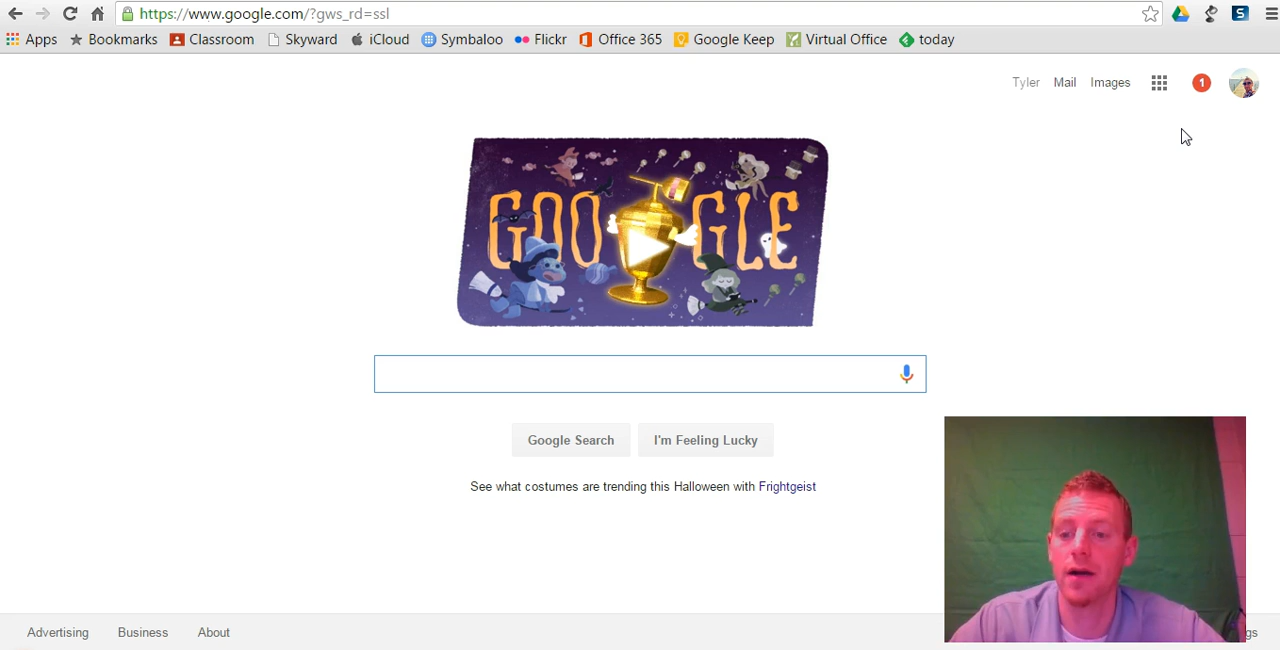 https://www.google.com/?gws_rd=ssl
Apps Bookmarks Classroom Skyward iCloud Symbaloo Flickr Office 365 Google Keep Virtual Office today
Tyler Mail Images 1
GOOGLE
Google Search I'm Feeling Lucky
See what costumes are trending this Halloween with Frightgeist
Advertising Business About gs